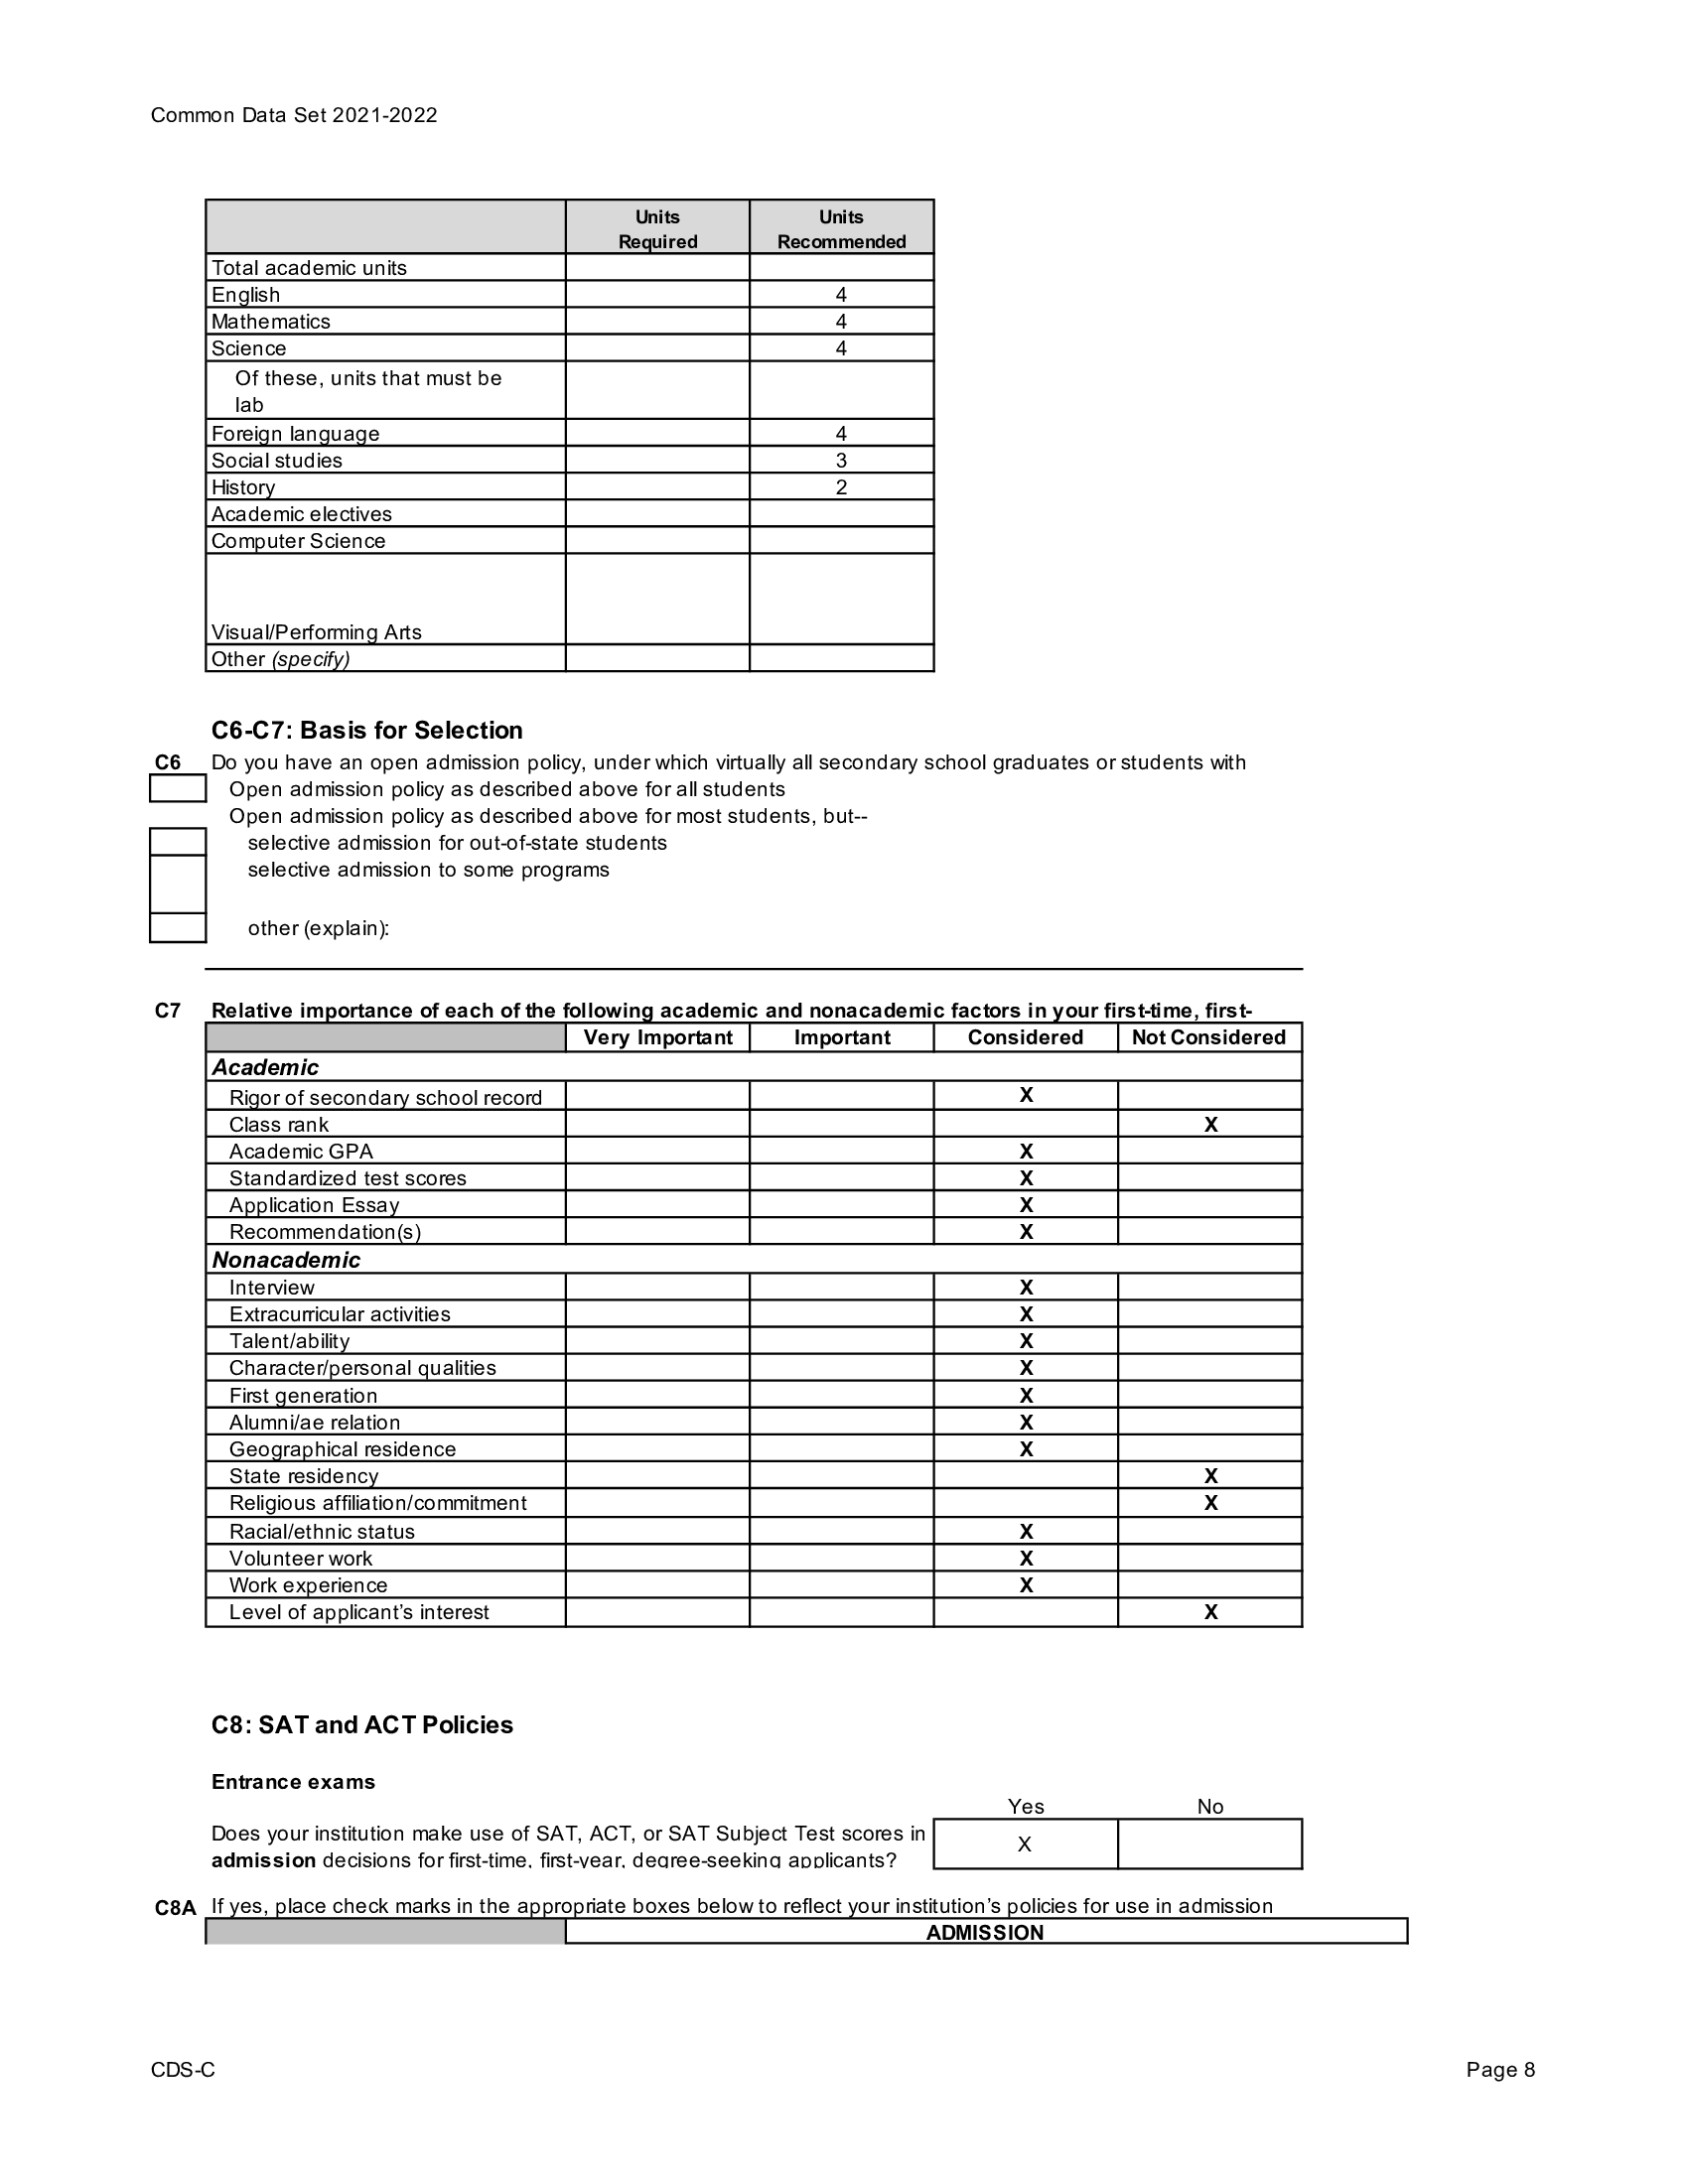 Common Data Set 2021-2022
Units Required Units Recommended
Total academic units
English 4
Mathematics 4
Science 4
Of these, units that must be
lab
Foreign language 4
Social studies 3
History 2
Academic electives
Computer Science
Visual/Performing Arts
Other (specify)
C6-C7: Basis for Selection
C6 Do you have an open admission policy, under which virtually all secondary school graduates or students with
Open admission policy as described above for all students
Open admission policy as described above for most students, but--
selective admission for out-of-state students
selective admission to some programs
other (explain):
C7 Relative importance of each of the following academic and nonacademic factors in your first-time, first-
Very Important Important Considered Not Considered
Academic
Rigor of secondary school record X
Class rank X
Academic GPA X
Standardized test scores X
Application Essay X
Recommendation(s) X
Nonacademic
Interview X
Extracurricular activities X
Talent/ability X
Character/personal qualities X
First generation X
Alumni/ae relation X
Geographical residence X
State residency X
Religious affiliation/commitment X
Racial/ethnic status X
Volunteer work X
Work experience X
Level of applicant’s interest X
C8: SAT and ACT Policies
Entrance exams
Yes No
Does your institution make use of SAT, ACT, or SAT Subject Test scores in
admission decisions for first-time, first-year, degree-seeking applicants? X
C8A If yes, place check marks in the appropriate boxes below to reflect your institution’s policies for use in admission
ADMISSION
CDS-C Page 8